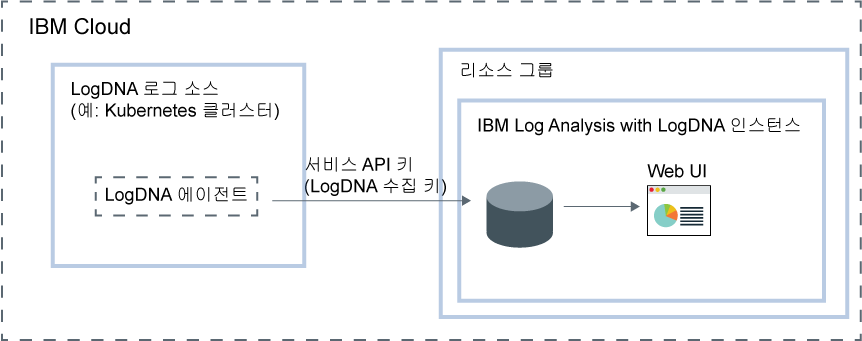 IBM Cloud
LogDNA 로그 소스
(예: Kubernetes 클러스터)
LogDNA 에이전트
서비스 API 키
(LogDNA 수집 키)
리소스 그룹
IBM Log Analysis with LogDNA 인스턴스
Web UI